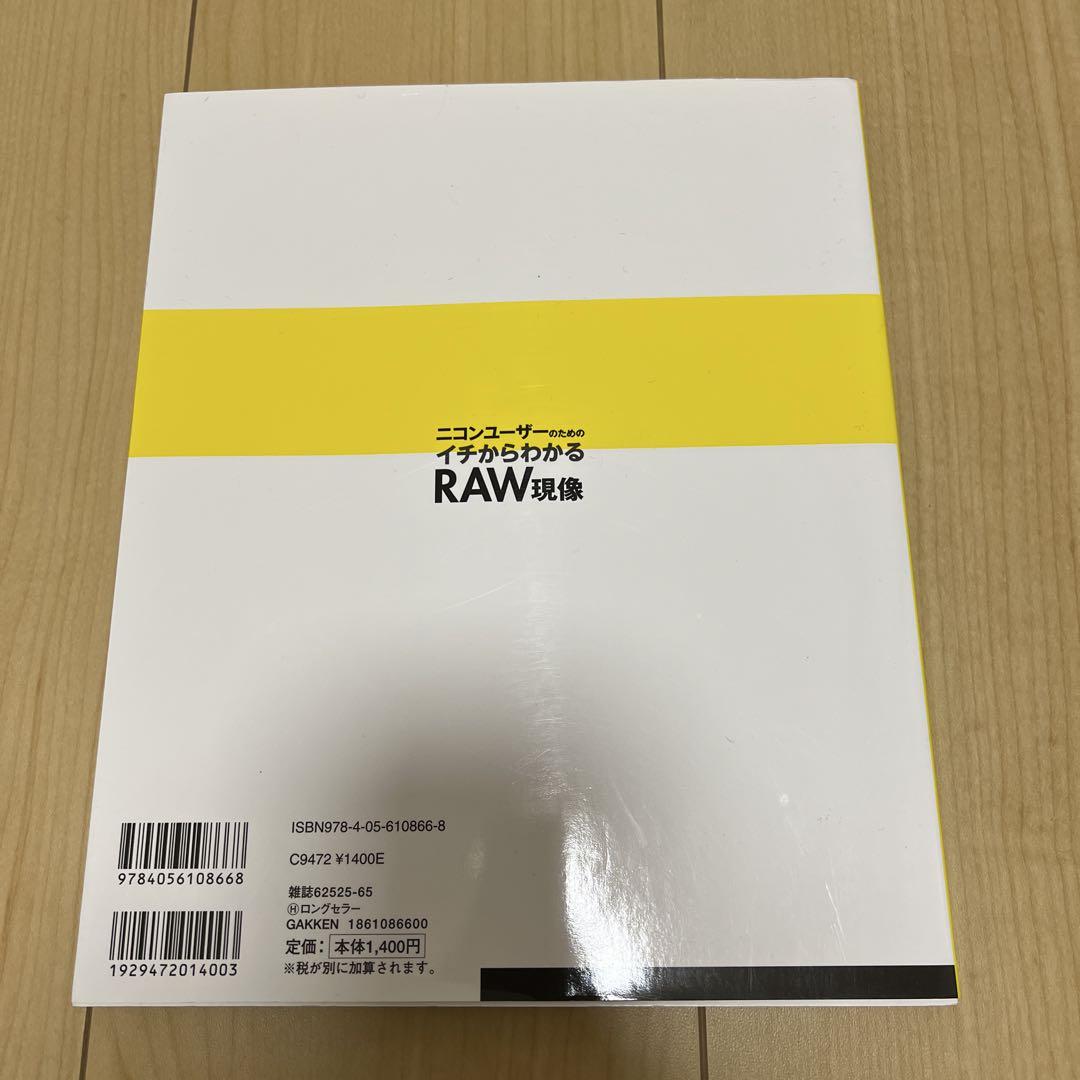 ニコンユーザーのための
イチからわかる
RAW現像
9784056108668
1929472014003
ISBN978-4-05-610866-8
C9472 ¥1400E
雑誌62525-65
Ⓗロングセラー
GAKKEN 1861086600
定価：本体1,400円
※税が別に加算されます。